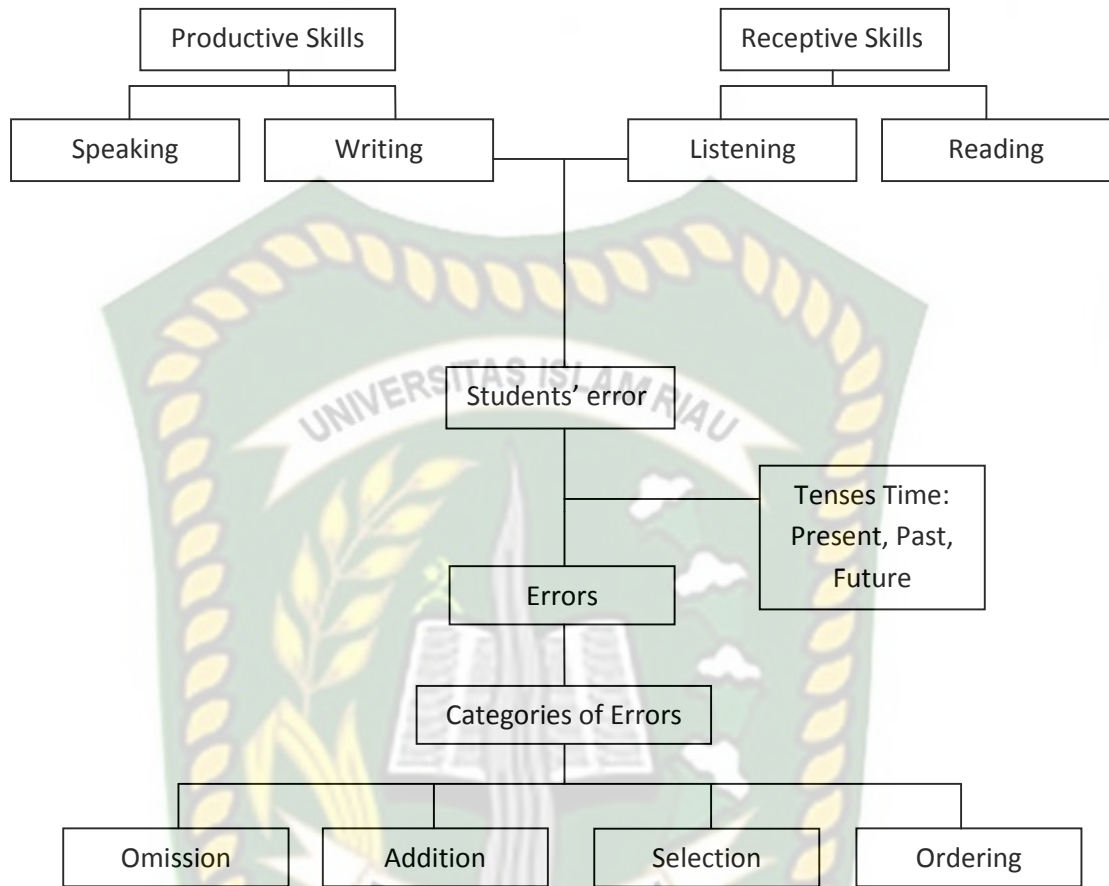 Productive Skills
Receptive Skills
Speaking
Writing
Listening
Reading
UNIVERSITAS ISLAM RIAU
Students’ error
Tenses Time:
Present, Past,
Future
Errors
Categories of Errors
Omission
Addition
Selection
Ordering